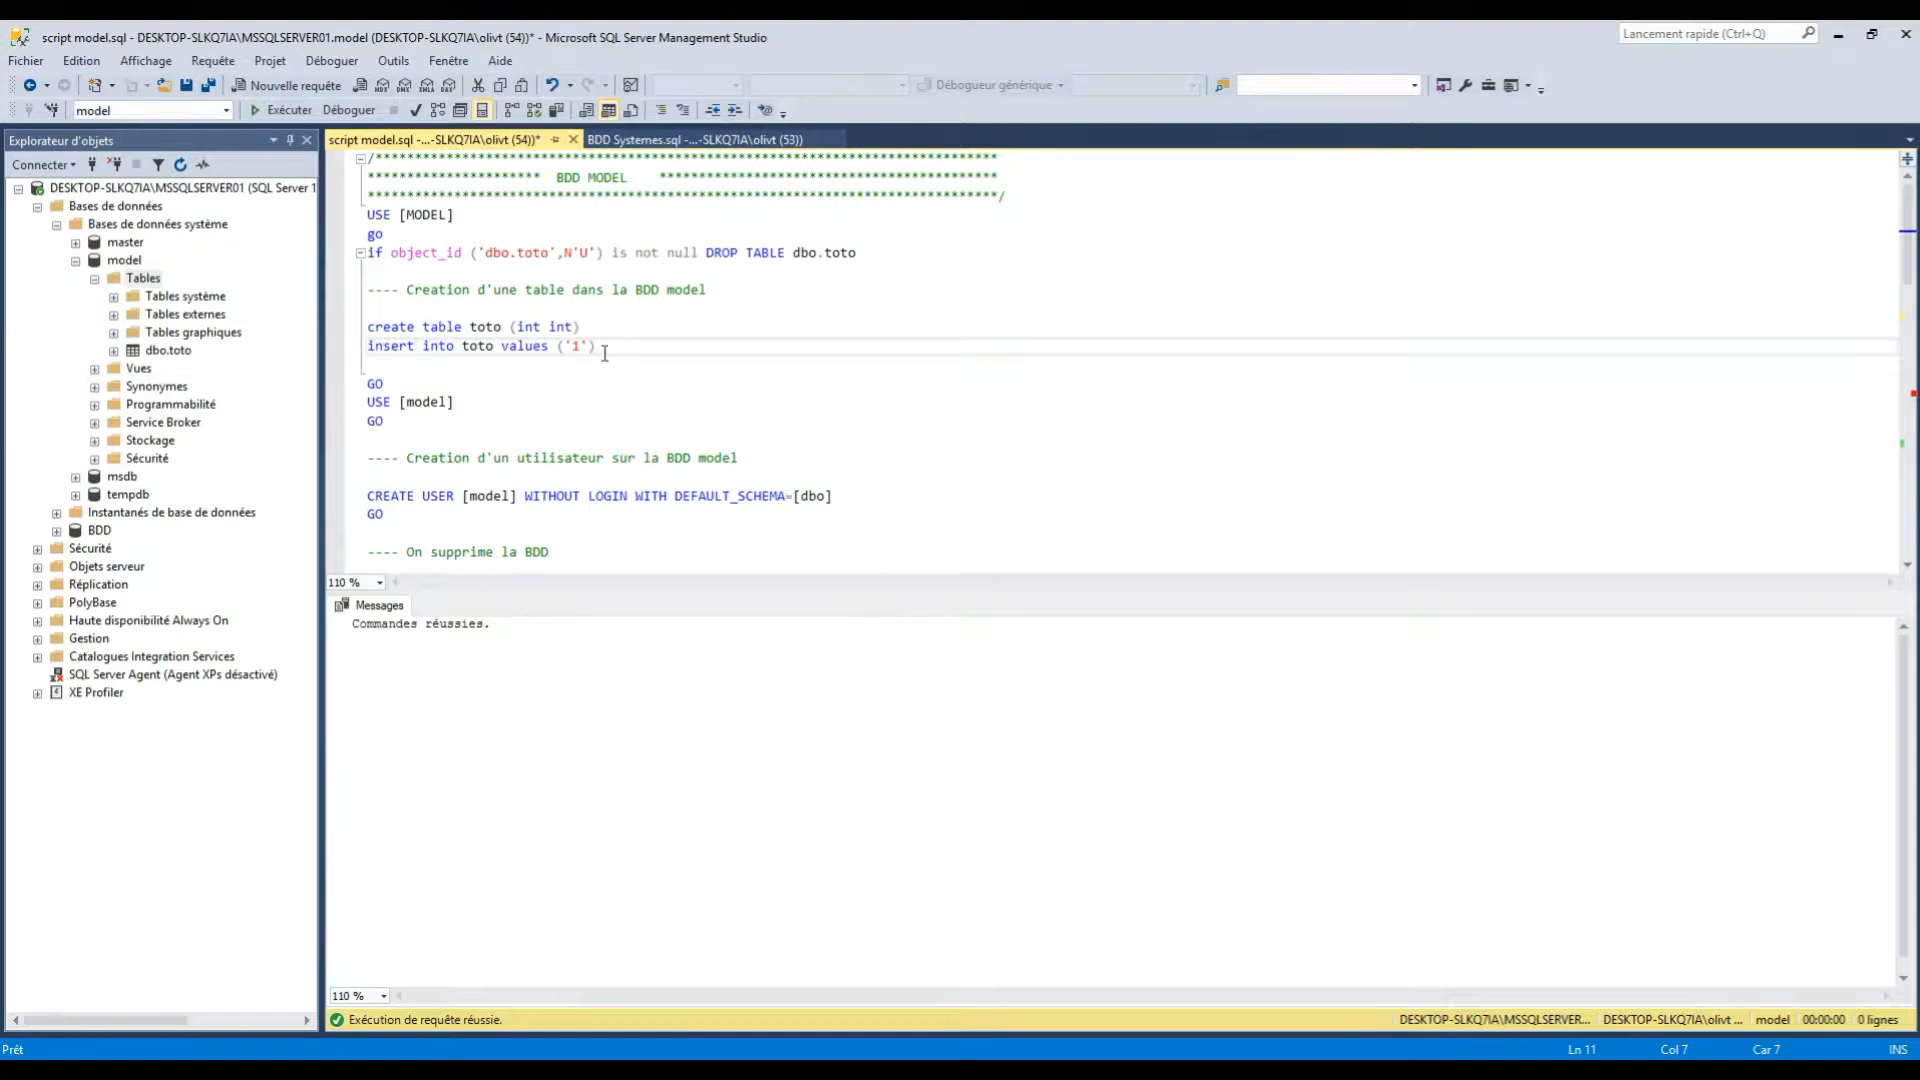 script model.sql - DESKTOP-SLKQ7IA\MSSQLSERVER01.model (DESKTOP-SLKQ7IA\olivt (54))* - Microsoft SQL Server Management Studio
Lancement rapide (Ctrl+Q)
Fichier Edition Affichage Requête Projet Déboguer Outils Fenêtre Aide
Nouvelle requête MDX DMX XMLA DAX Débogueur générique
model Exécuter Déboguer
Explorateur d'objets
script model.sql -...-SLKQ7IA\olivt (54))* BDD Systemes.sql -...-SLKQ7IA\olivt (53))
Connecter
DESKTOP-SLKQ7IA\MSSQLSERVER01 (SQL Server 1
Bases de données
Bases de données système
master
model
Tables
Tables système
Tables externes
Tables graphiques
dbo.toto
Vues
Synonymes
Programmabilité
Service Broker
Stockage
Sécurité
msdb
tempdb
Instantanés de base de données
BDD
Sécurité
Objets serveur
Réplication
PolyBase
Haute disponibilité Always On
Gestion
Catalogues Integration Services
SQL Server Agent (Agent XPs désactivé)
XE Profiler
/*******************************************************************************
********************** BDD MODEL *******************************************
********************************************************************************/
USE [MODEL]
go
if object_id ('dbo.toto',N'U') is not null DROP TABLE dbo.toto
---- Creation d'une table dans la BDD model
create table toto (int int)
insert into toto values ('1')
GO
USE [model]
GO
---- Creation d'un utilisateur sur la BDD model
CREATE USER [model] WITHOUT LOGIN WITH DEFAULT_SCHEMA=[dbo]
GO
---- On supprime la BDD
110 %
Messages
Commandes réussies.
110 %
Exécution de requête réussie. DESKTOP-SLKQ7IA\MSSQLSERVER... DESKTOP-SLKQ7IA\olivt ... model 00:00:00 0 lignes
Prêt Ln 11 Col 7 Car 7 INS